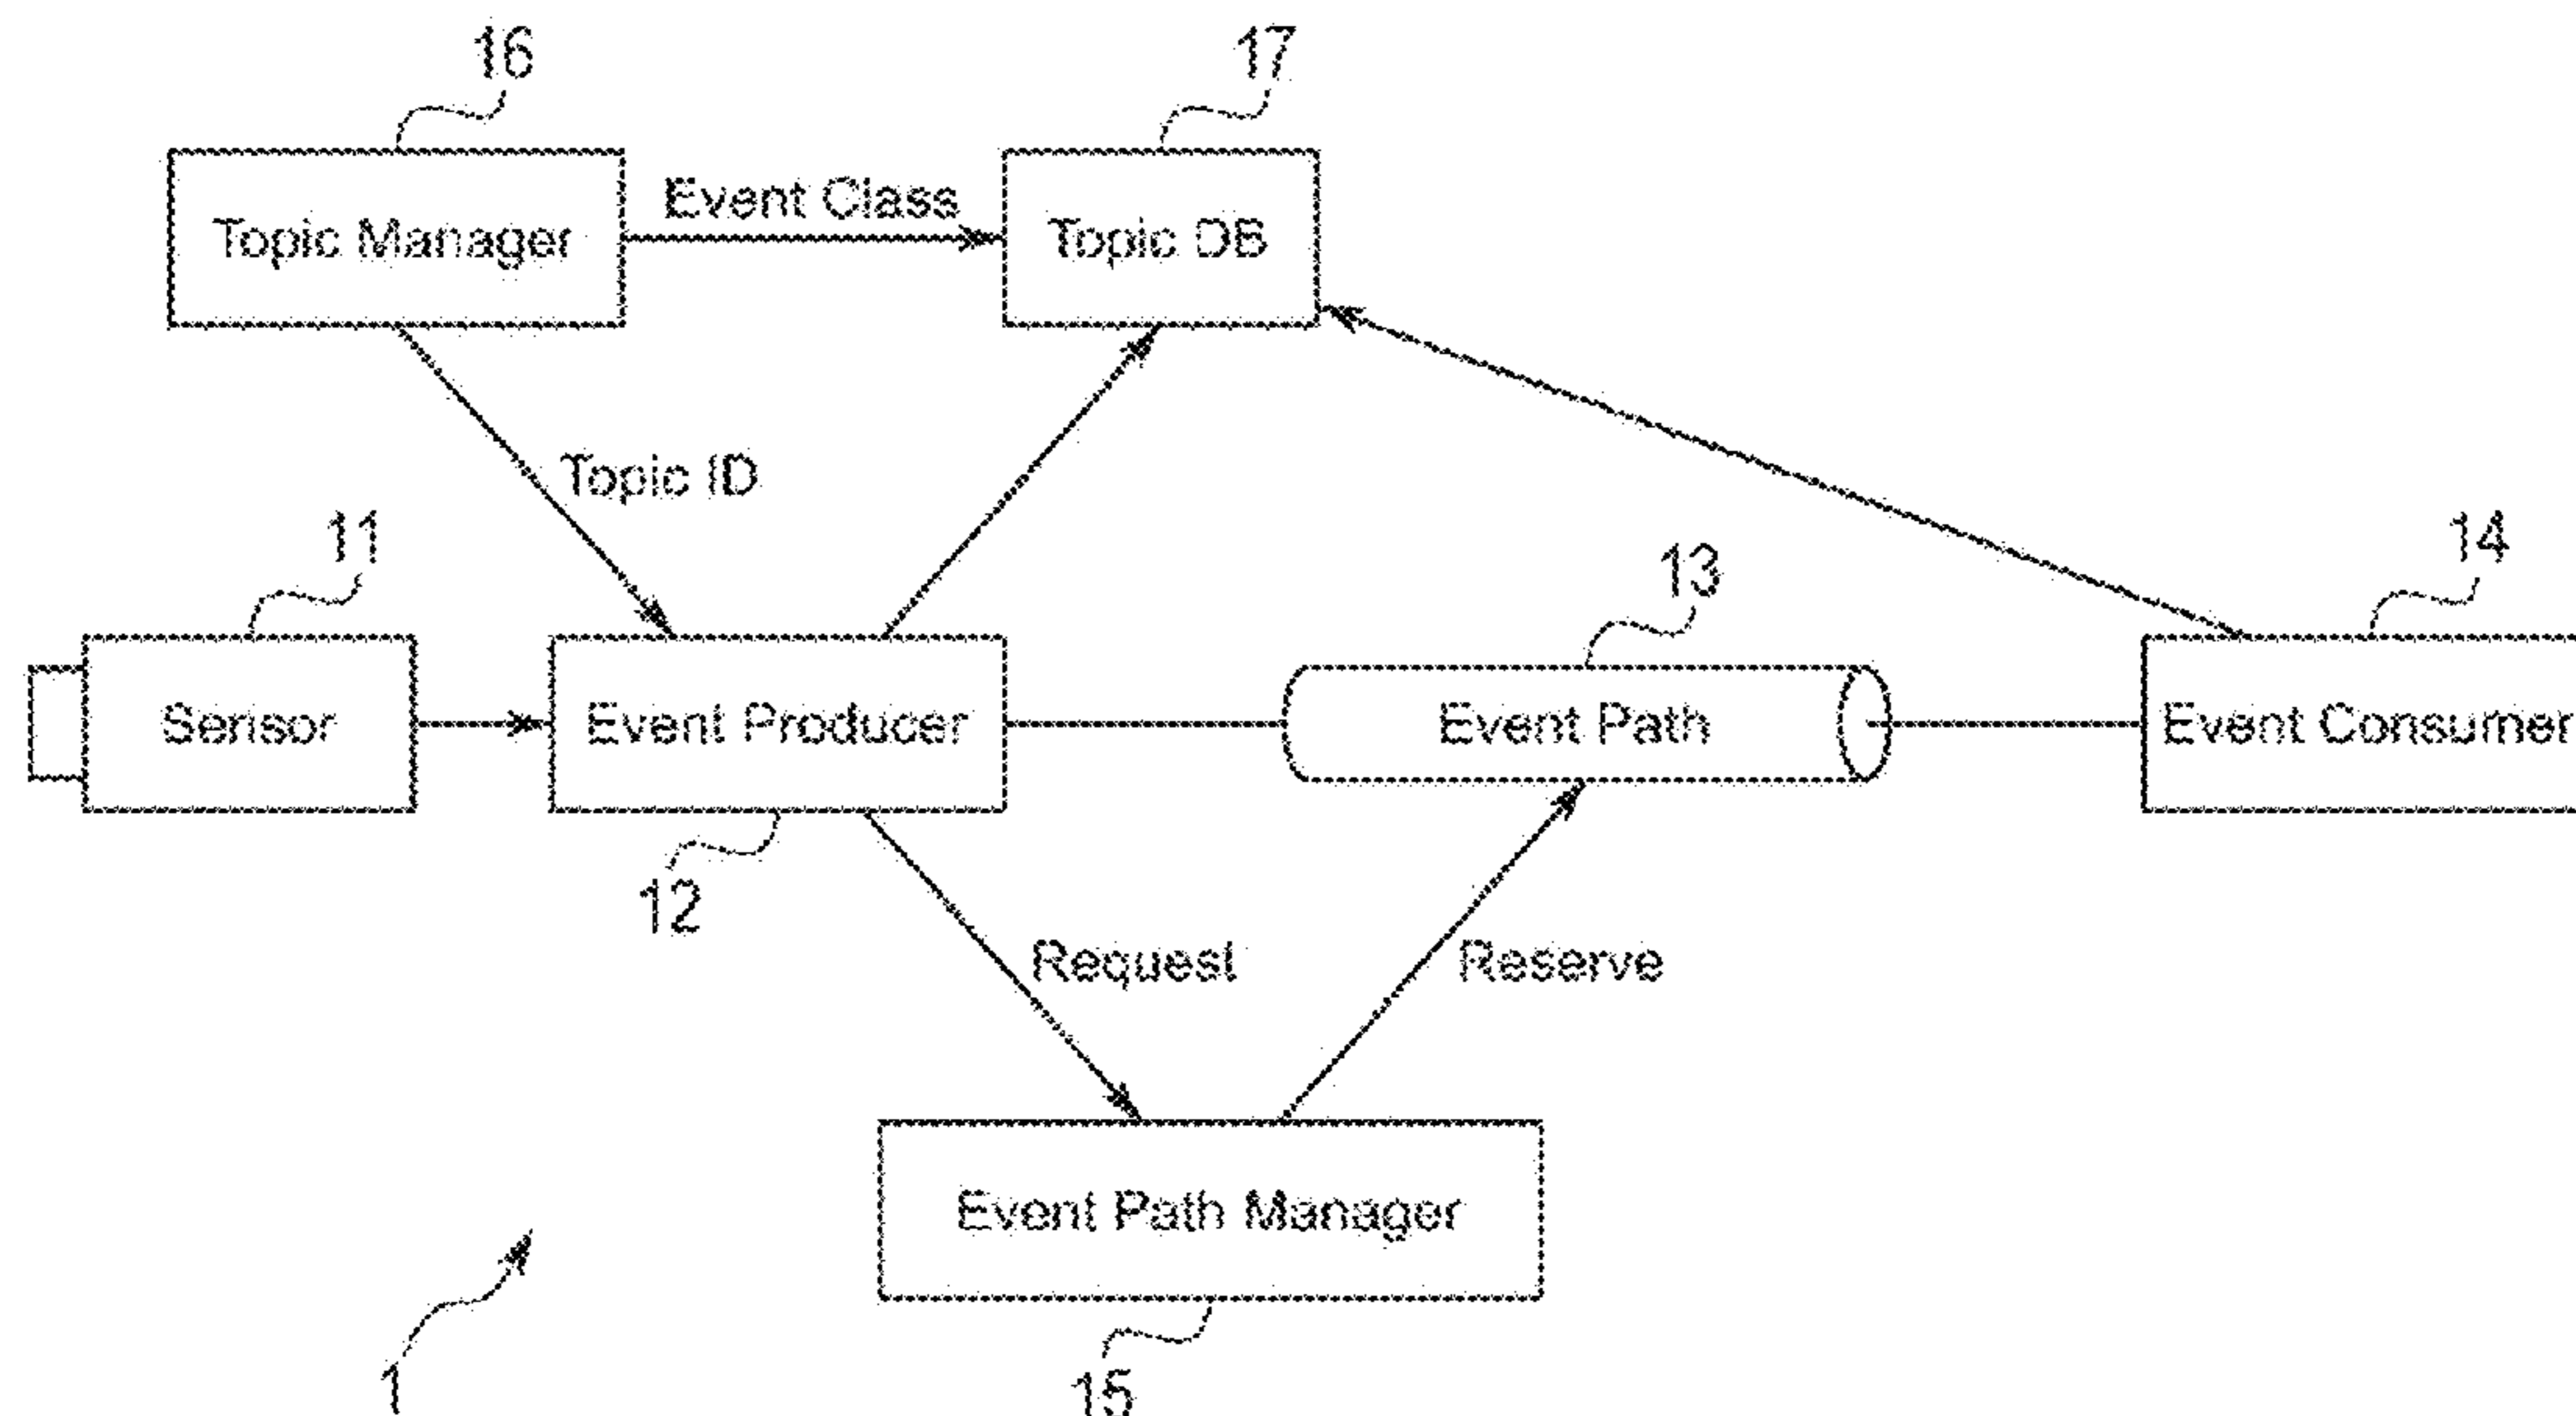 16
17
Topic Manager
Event Class
Topic DB
Topic ID
11
13
14
Sensor
Event Producer
Event Path
Event Consumer
12
Request
Reserve
Event Path Manager
1
15